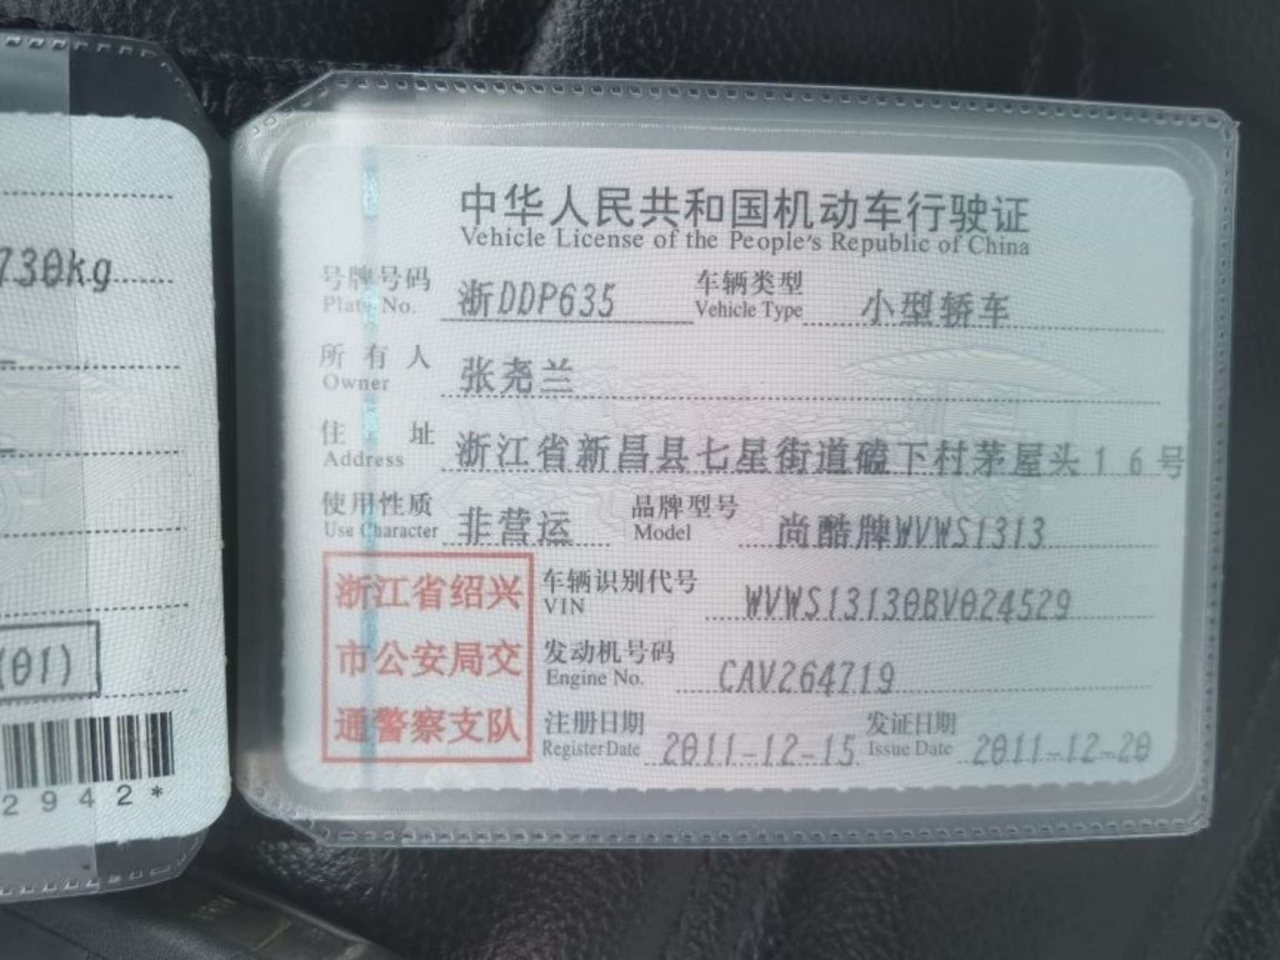 730kg
(01)
2942*
中华人民共和国机动车行驶证
Vehicle License of the People's Republic of China
号牌号码 浙DDP635 车辆类型 小型轿车
Plate No. Vehicle Type
所有人 张尧兰
Owner
住址 浙江省新昌县七星街道磕下村茅屋头16号
Address
使用性质 非营运 品牌型号 尚酷牌WVWS1313
Use Character Model
浙江省绍兴
市公安局交
通警察支队
车辆识别代号 WVWS13130BV024529
VIN
发动机号码 CAV264719
Engine No.
注册日期 2011-12-15 发证日期 2011-12-20
Register Date Issue Date